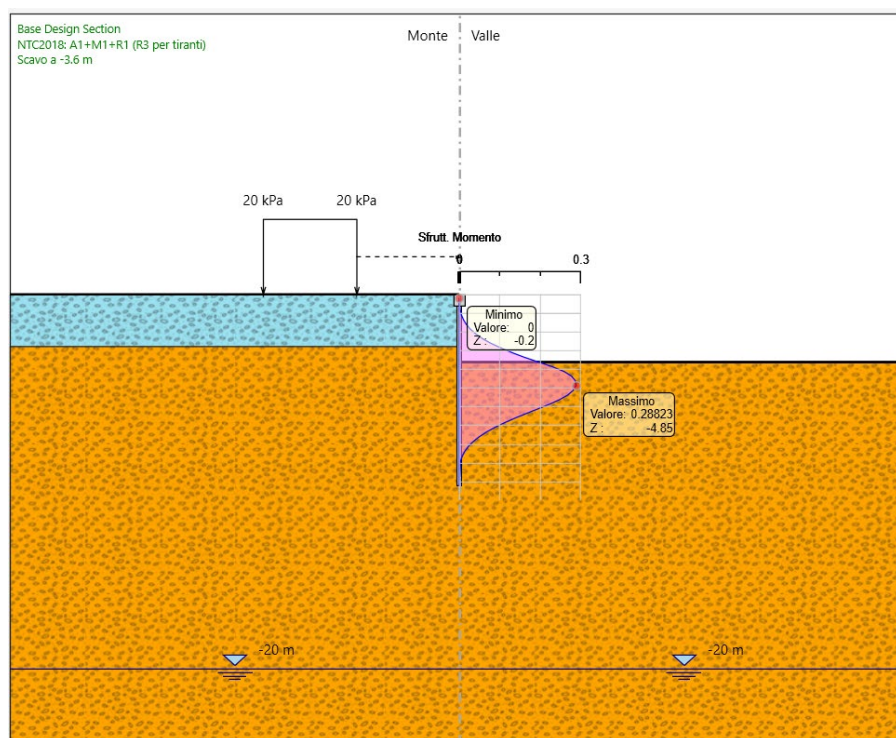 Base Design Section
NTC2018: A1+M1+R1 (R3 per tiranti)
Scavo a -3.6 m
Monte Valle
20 kPa 20 kPa
Sfrutt. Momento
0 0.3
Minimo
Valore: 0
Z : -0.2
Massimo
Valore: 0.28823
Z : -4.85
-20 m -20 m